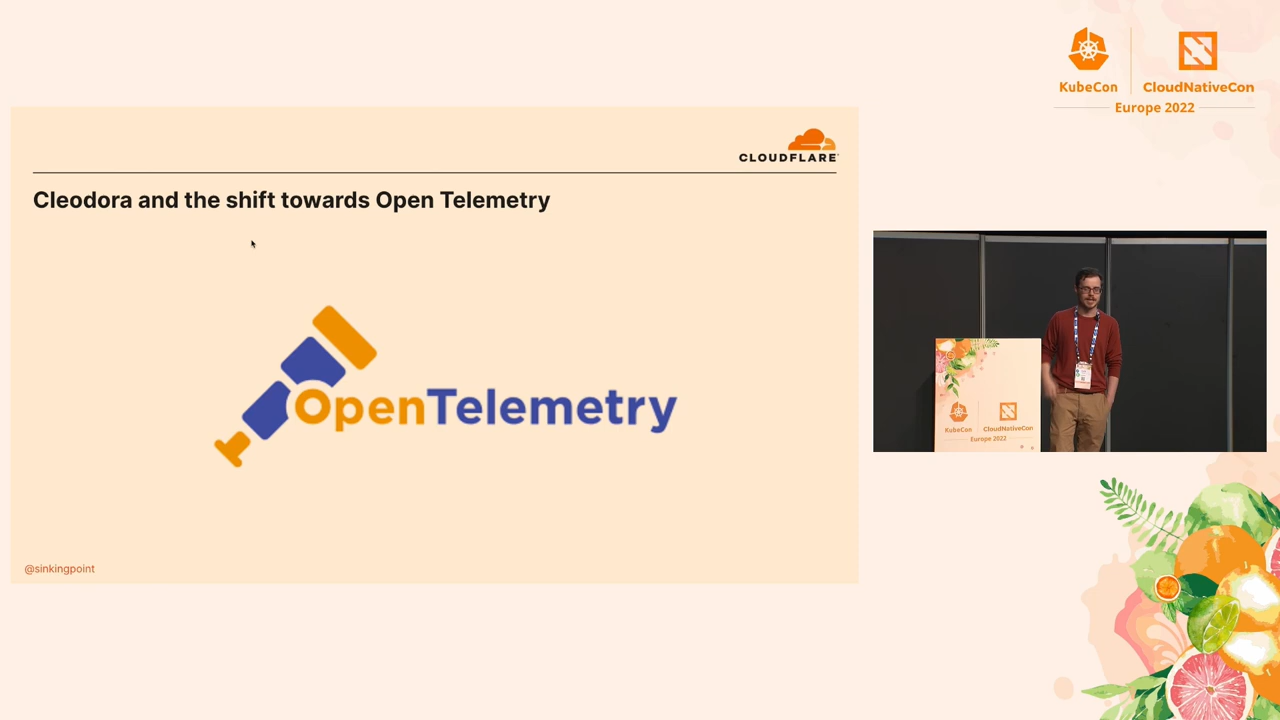 KubeCon
CloudNativeCon
Europe 2022
CLOUDFLARE
Cleodora and the shift towards Open Telemetry
OpenTelemetry
@sinkingpoint
KubeCon
CloudNativeCon
Europe 2022